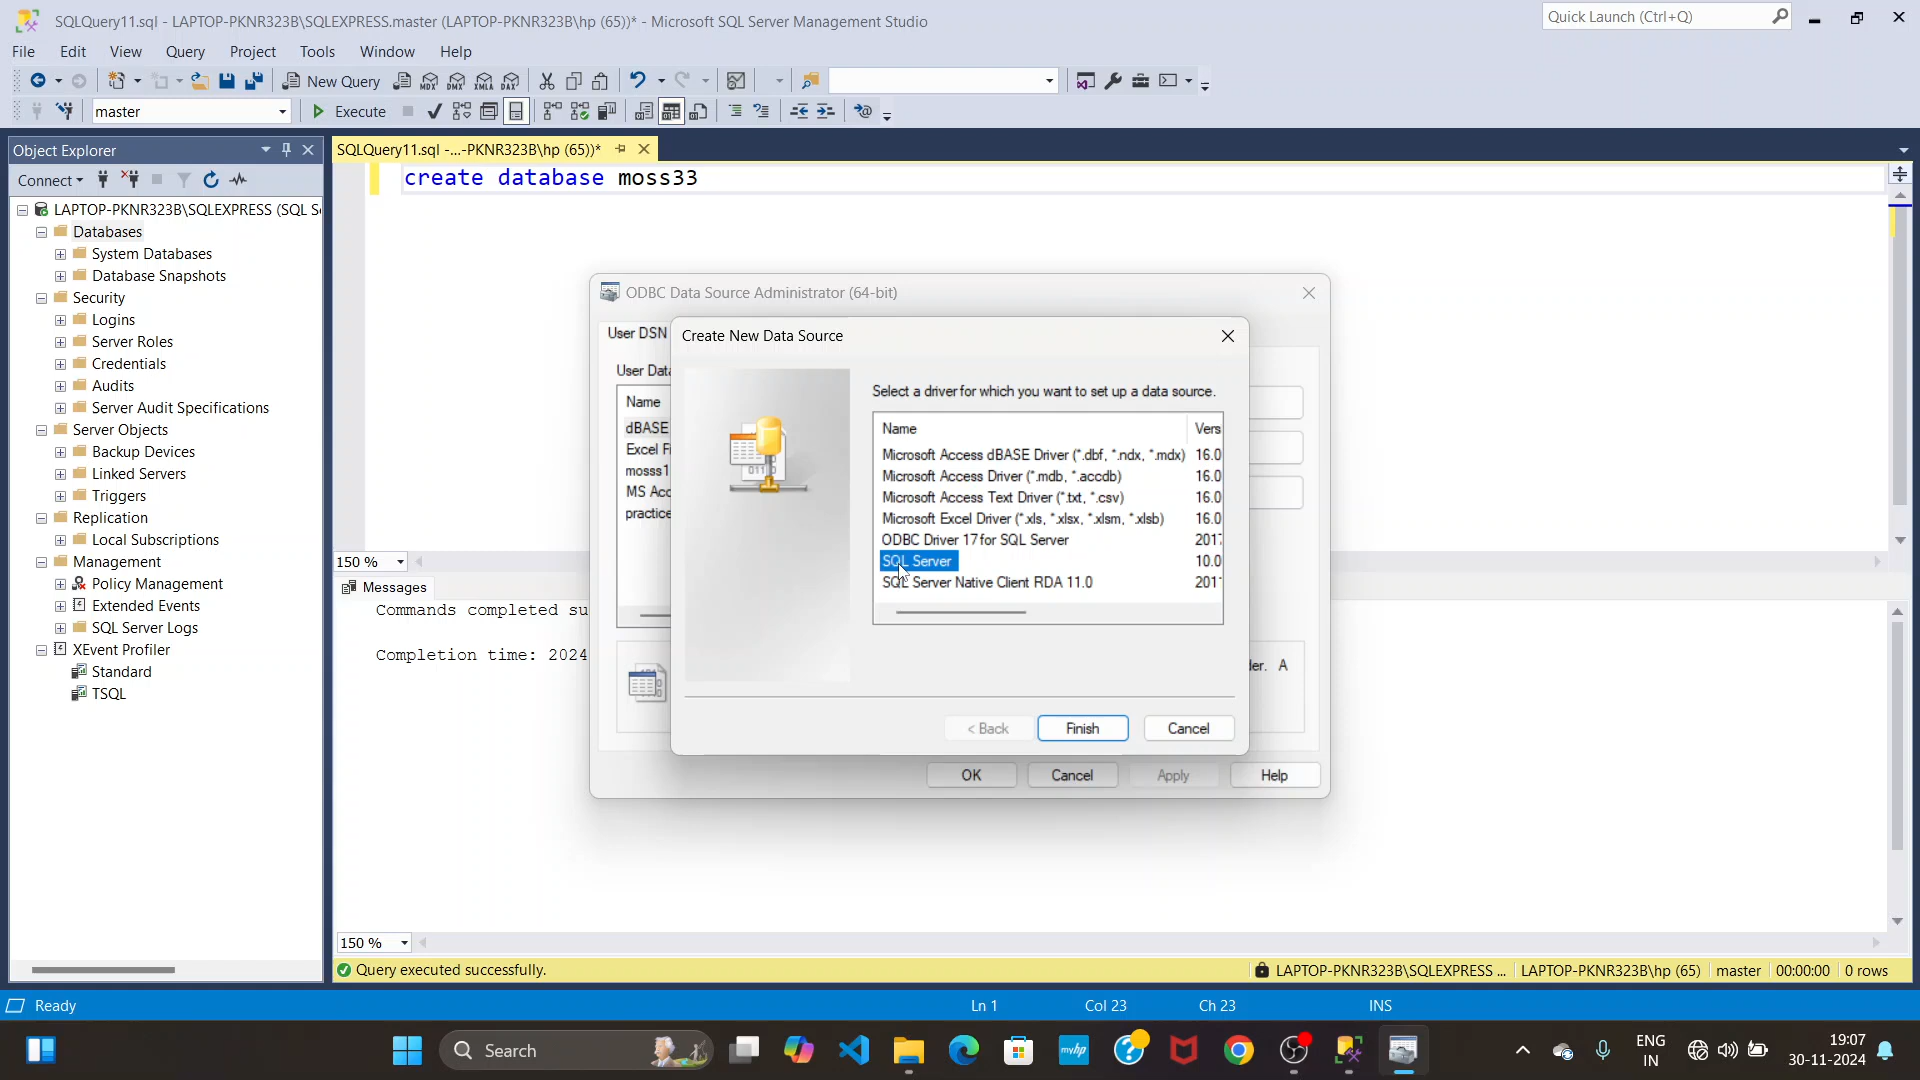 SQLQuery11.sql - LAPTOP-PKNR323B\SQLEXPRESS.master (LAPTOP-PKNR323B\hp (65))* - Microsoft SQL Server Management Studio
Quick Launch (Ctrl+Q)
File Edit View Query Project Tools Window Help
New Query
MDX DMX XMLA DAX
master
Execute
Object Explorer
SQLQuery11.sql -...-PKNR323B\hp (65))*
Connect
create database moss33
LAPTOP-PKNR323B\SQLEXPRESS (SQL S
Databases
System Databases
Database Snapshots
Security
Logins
Server Roles
Credentials
Audits
Server Audit Specifications
Server Objects
Backup Devices
Linked Servers
Triggers
Replication
Local Subscriptions
Management
Policy Management
Extended Events
SQL Server Logs
XEvent Profiler
Standard
TSQL
ODBC Data Source Administrator (64-bit)
User DSN
User Data
Name
dBASE
Excel F
mosss1
MS Acc
practice
der. A
OK
Cancel
Apply
Help
Create New Data Source
Select a driver for which you want to set up a data source.
Name Vers
Microsoft Access dBASE Driver (*.dbf, *.ndx, *.mdx) 16.0
Microsoft Access Driver (*.mdb, *.accdb) 16.0
Microsoft Access Text Driver (*.txt, *.csv) 16.0
Microsoft Excel Driver (*.xls, *.xlsx, *.xlsm, *.xlsb) 16.0
ODBC Driver 17 for SQL Server 2017
SQL Server 10.0
SQL Server Native Client RDA 11.0 2011
< Back
Finish
Cancel
150 %
Messages
Commands completed su
Completion time: 2024
150 %
Query executed successfully.
LAPTOP-PKNR323B\SQLEXPRESS ... LAPTOP-PKNR323B\hp (65) master 00:00:00 0 rows
Ready
Ln 1
Col 23
Ch 23
INS
Search
myhp
ENG
IN
19:07
30-11-2024